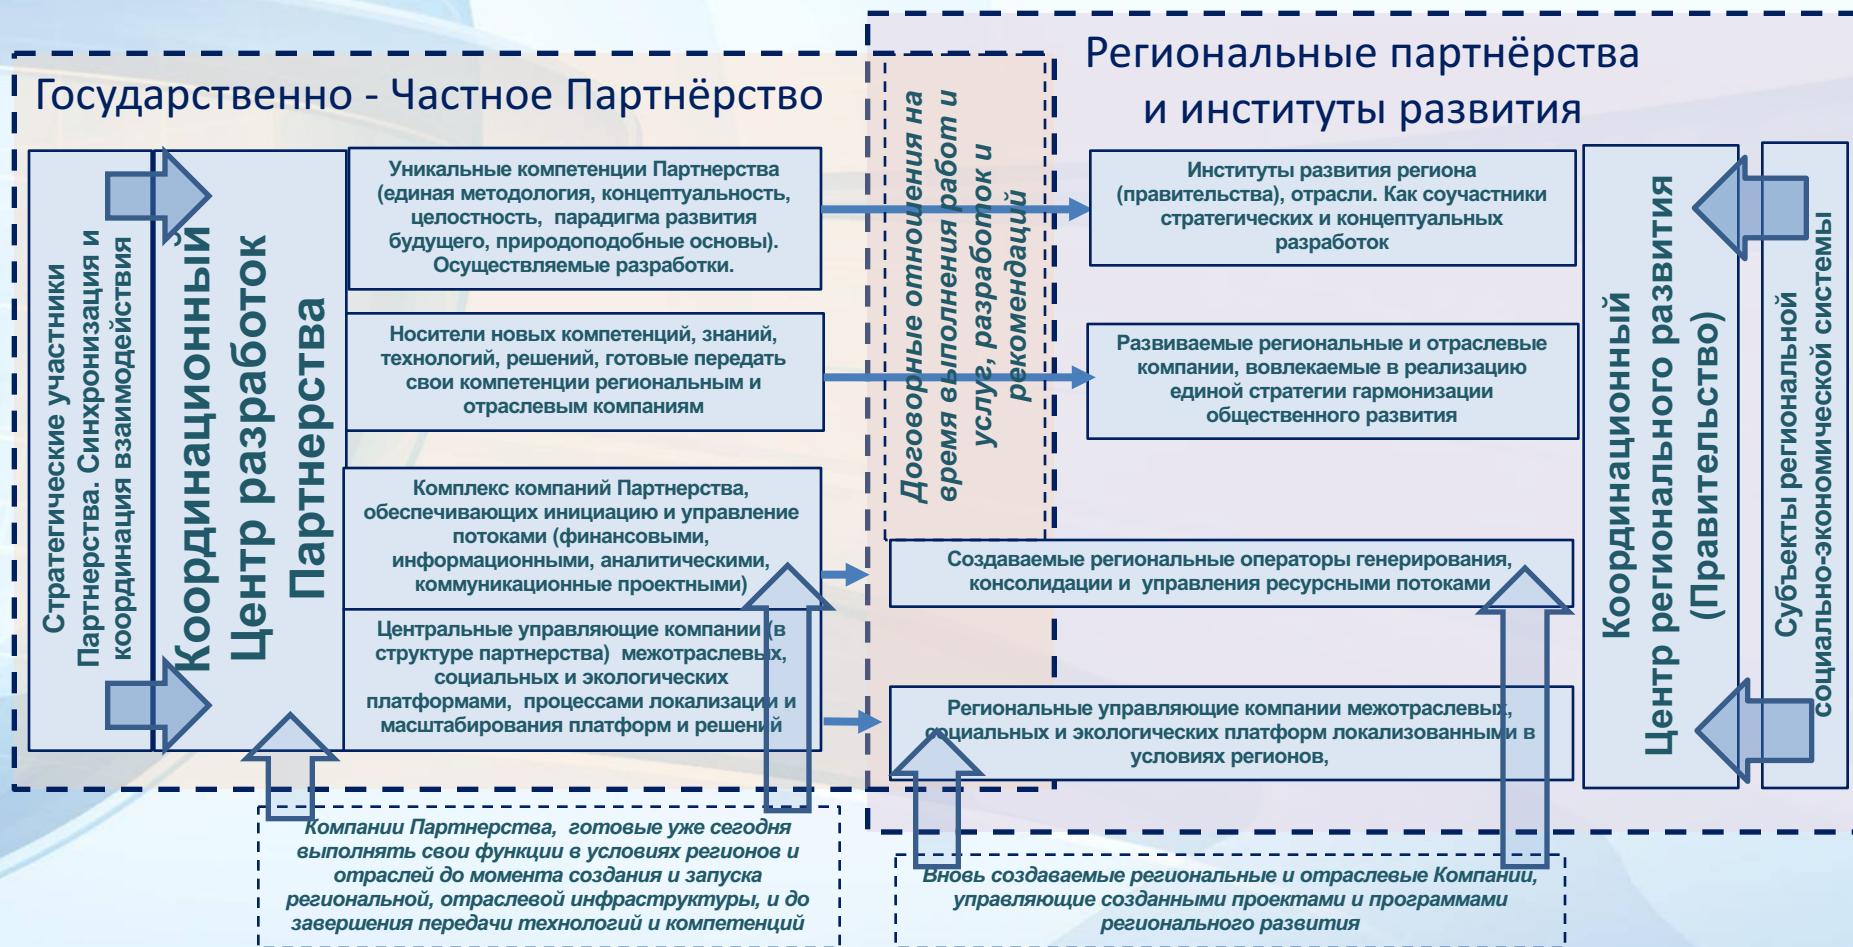 Государственно - Частное Партнёрство
Стратегические участники
Партнерства. Синхронизация и
координация взаимодействия
Координационный
Центр разработок
Партнерства
Уникальные компетенции Партнерства
(единая методология, концептуальность,
целостность, парадигма развития
будущего, природоподобные основы).
Осуществляемые разработки.
Носители новых компетенций, знаний,
технологий, решений, готовые передать
свои компетенции региональным и
отраслевым компаниям
Комплекс компаний Партнерства,
обеспечивающих инициацию и управление
потоками (финансовыми,
информационными, аналитическими,
коммуникационные проектными)
Центральные управляющие компании (в
структуре партнерства) межотраслевых,
социальных и экологических
платформами, процессами локализации и
масштабирования платформ и решений
Договорные отношения на
время выполнения работ и
услуг, разработок и
рекомендаций
Региональные партнёрства
и институты развития
Институты развития региона
(правительства), отрасли. Как соучастники
стратегических и концептуальных
разработок
Развиваемые региональные и отраслевые
компании, вовлекаемые в реализацию
единой стратегии гармонизации
общественного развития
Создаваемые региональные операторы генерирования,
консолидации и управления ресурсными потоками
Региональные управляющие компании межотраслевых,
социальных и экологических платформ локализованными в
условиях регионов,
Координационный
Центр регионального развития
(Правительство)
Субъекты региональной
социально-экономической системы
Компании Партнерства, готовые уже сегодня
выполнять свои функции в условиях регионов и
отраслей до момента создания и запуска
региональной, отраслевой инфраструктуры, и до
завершения передачи технологий и компетенций
Вновь создаваемые региональные и отраслевые Компании,
управляющие созданными проектами и программами
регионального развития